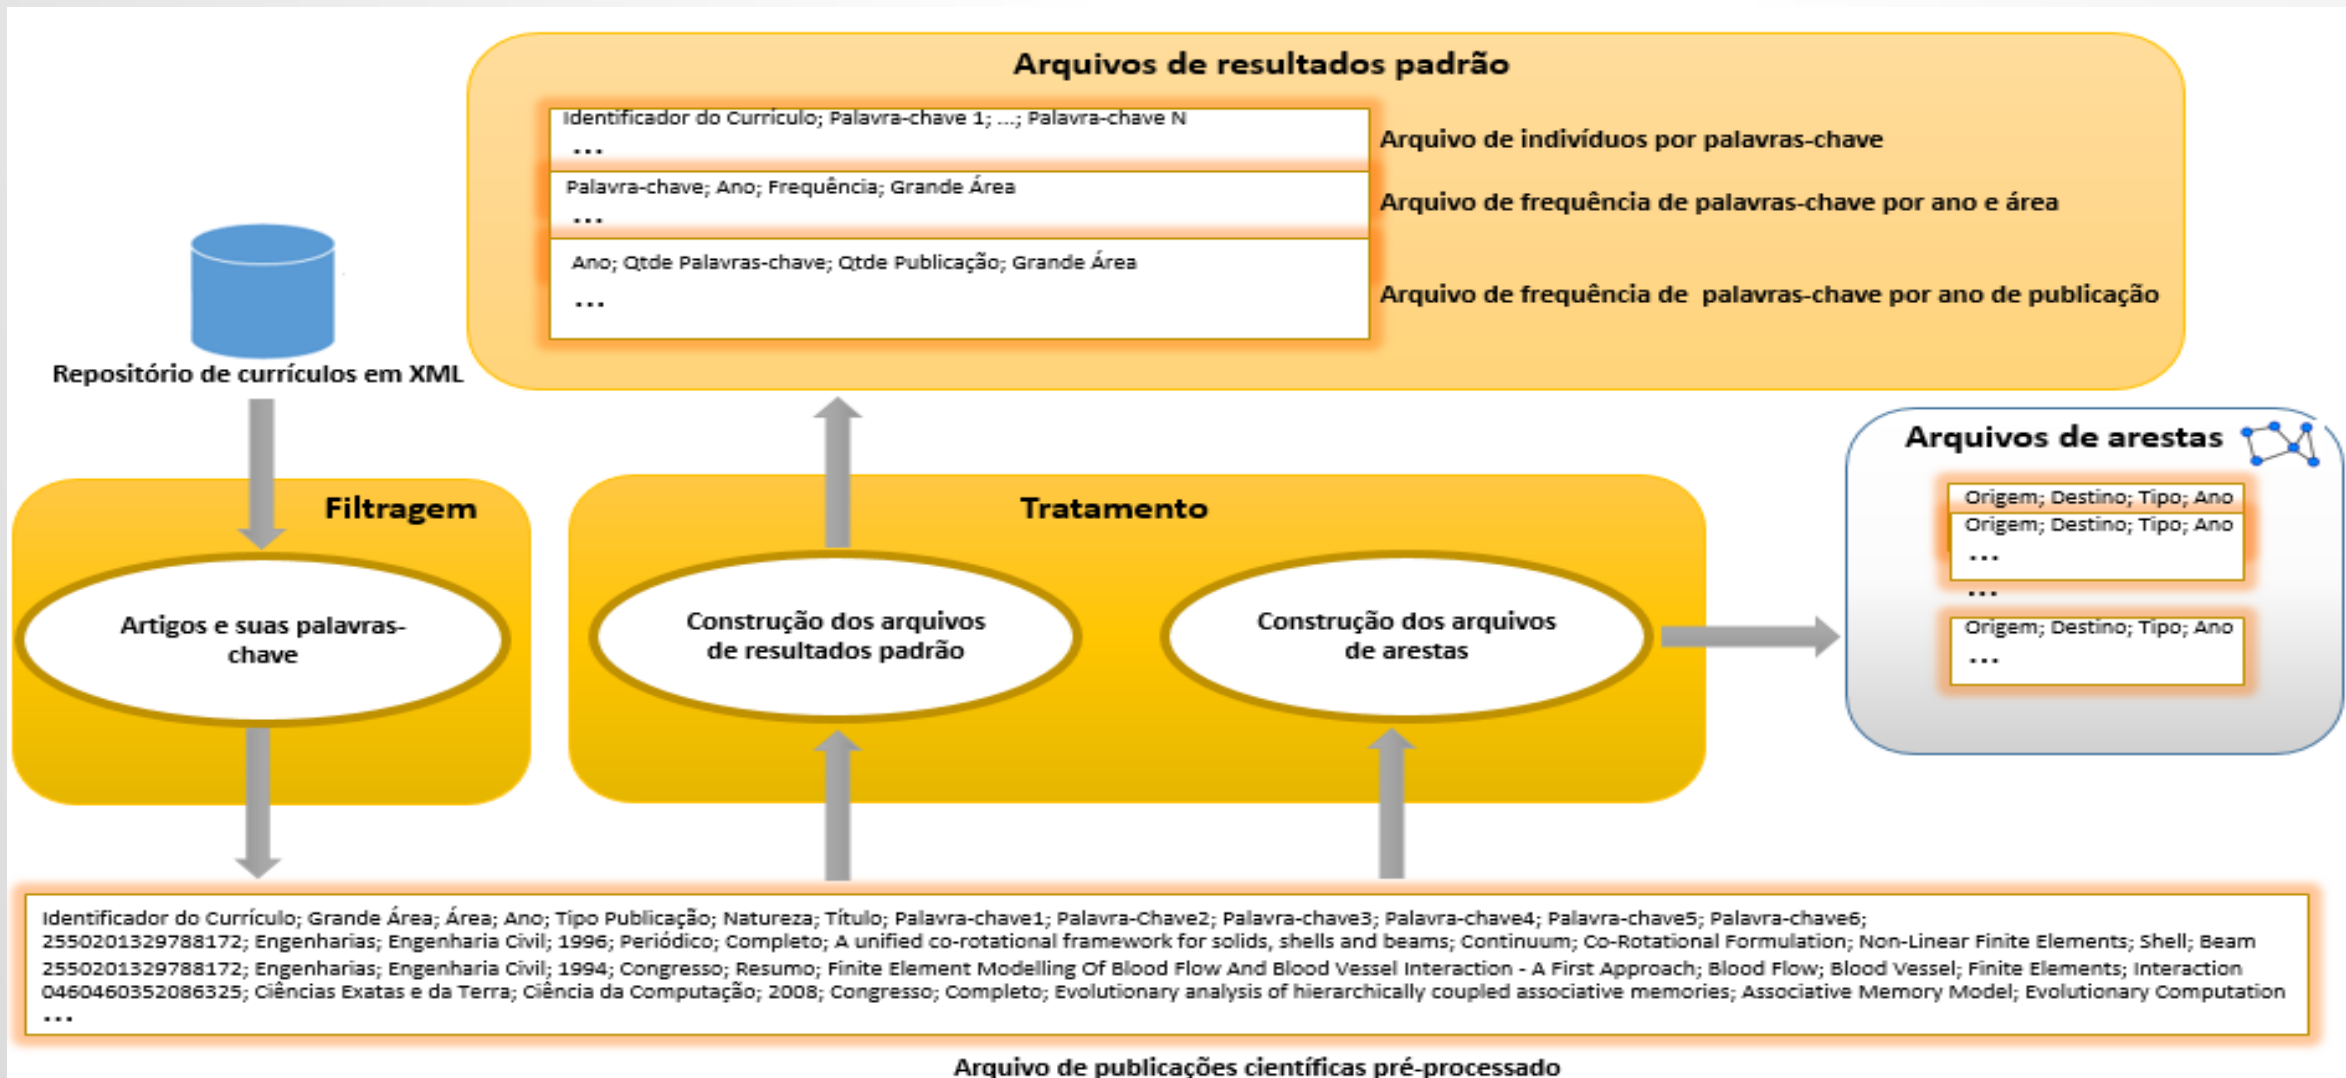 Arquivos de resultados padrão
Identificador do Currículo; Palavra-chave 1; ...; Palavra-chave N
...
Arquivo de indivíduos por palavras-chave
Palavra-chave; Ano; Frequência; Grande Área
...
Arquivo de frequência de palavras-chave por ano e área
Ano; Qtde Palavras-chave; Qtde Publicação; Grande Área
...
Arquivo de frequência de palavras-chave por ano de publicação
Repositório de currículos em XML
Filtragem
Artigos e suas palavras-
chave
Tratamento
Construção dos arquivos
de resultados padrão
Construção dos arquivos
de arestas
Arquivos de arestas
Origem; Destino; Tipo; Ano
Origem; Destino; Tipo; Ano
...
...
Origem; Destino; Tipo; Ano
...
Identificador do Currículo; Grande Área; Área; Ano; Tipo Publicação; Natureza; Título; Palavra-chave1; Palavra-Chave2; Palavra-chave3; Palavra-chave4; Palavra-chave5; Palavra-chave6;
2550201329788172; Engenharias; Engenharia Civil; 1996; Periódico; Completo; A unified co-rotational framework for solids, shells and beams; Continuum; Co-Rotational Formulation; Non-Linear Finite Elements; Shell; Beam
2550201329788172; Engenharias; Engenharia Civil; 1994; Congresso; Resumo; Finite Element Modelling Of Blood Flow And Blood Vessel Interaction - A First Approach; Blood Flow; Blood Vessel; Finite Elements; Interaction
0460460352086325; Ciências Exatas e da Terra; Ciência da Computação; 2008; Congresso; Completo; Evolutionary analysis of hierarchically coupled associative memories; Associative Memory Model; Evolutionary Computation
...
Arquivo de publicações científicas pré-processado